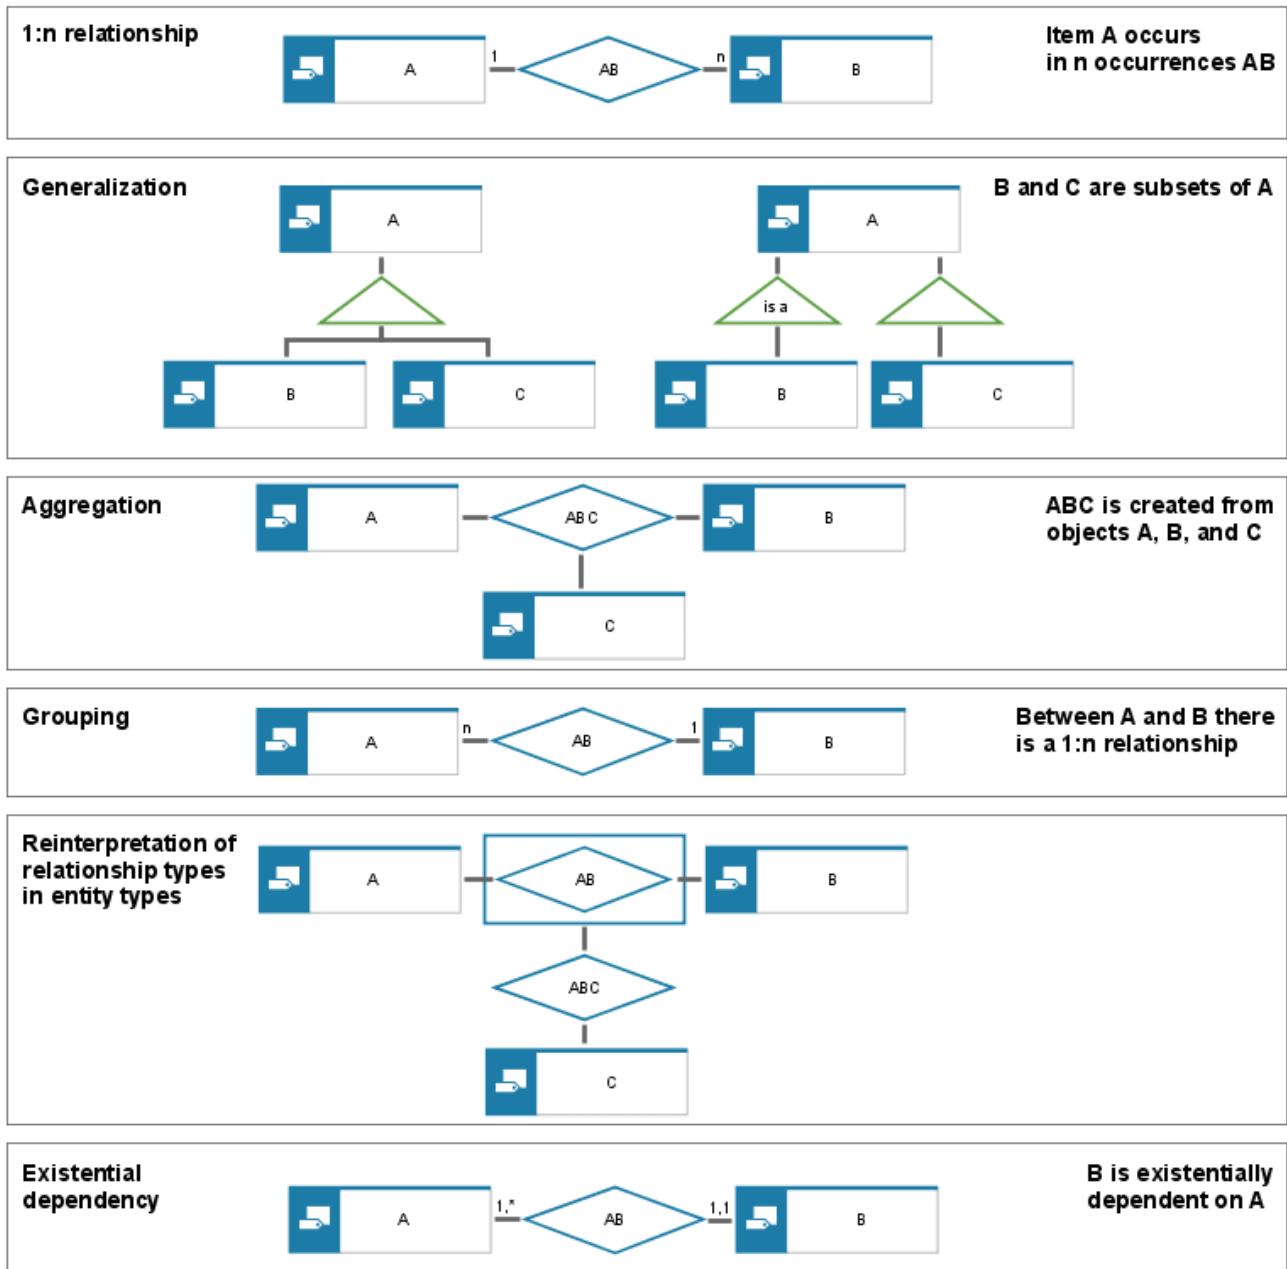 1:n relationship
A
1
AB
n
B
Item A occurs
in n occurrences AB
Generalization
A
B
C
A
is a
B
C
B and C are subsets of A
Aggregation
A
ABC
B
C
ABC is created from
objects A, B, and C
Grouping
A
n
AB
1
B
Between A and B there
is a 1:n relationship
Reinterpretation of
relationship types
in entity types
A
AB
B
ABC
C
Existential
dependency
A
1,*
AB
1,1
B
B is existentially
dependent on A